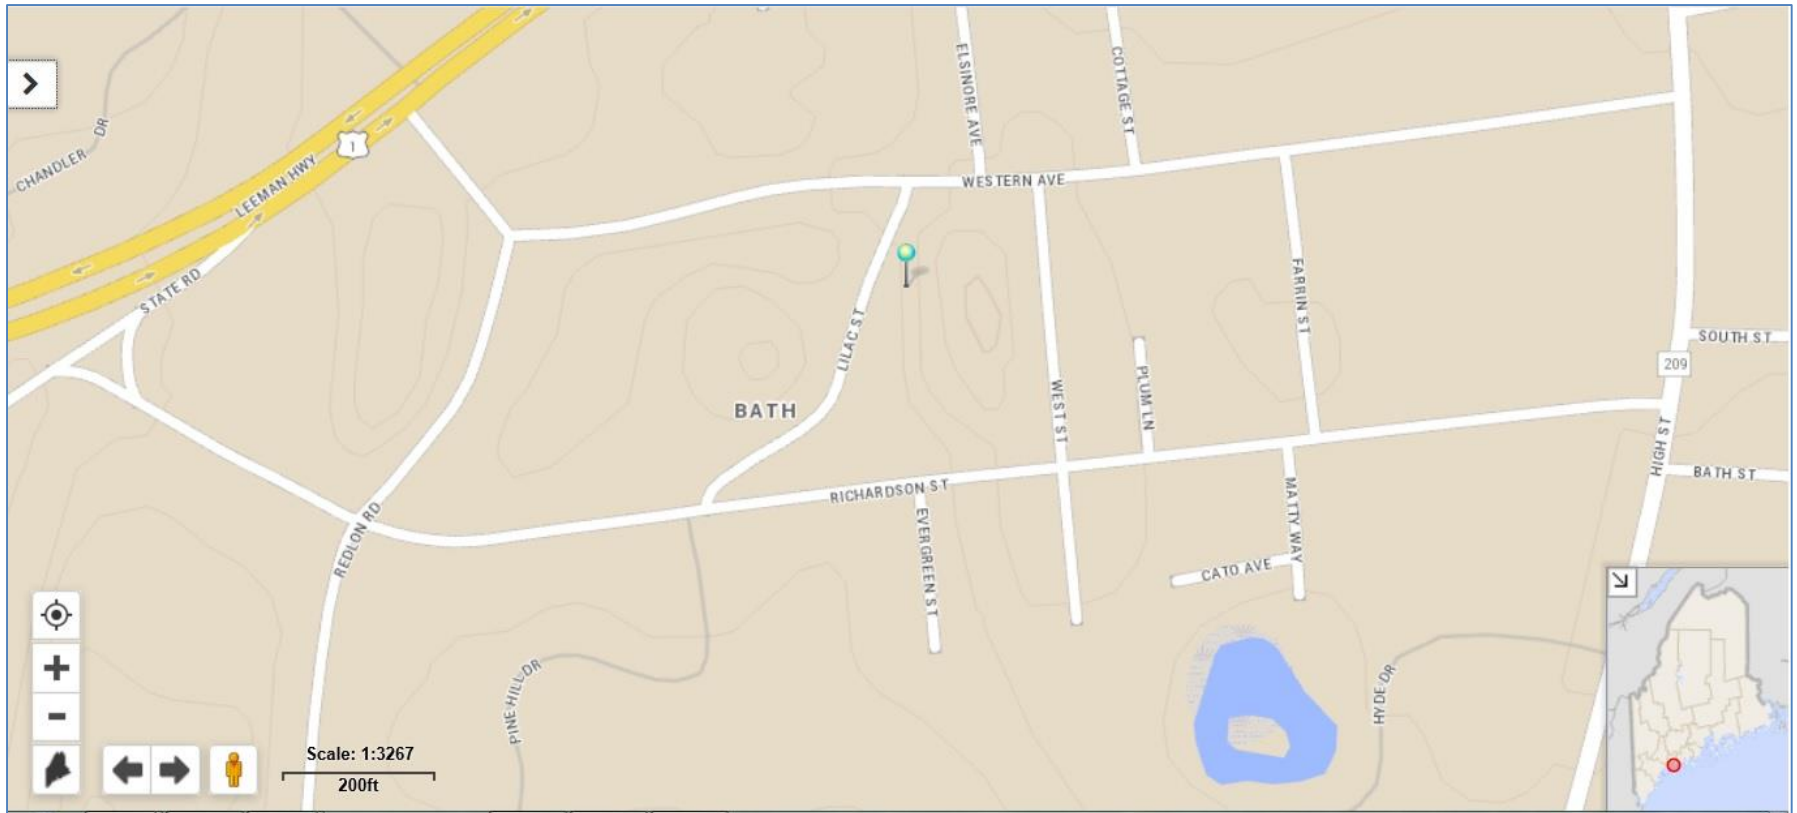 ELSINORE AVE
COTTAGE ST
CHANDLER DR
1
LEEMAN HWY
WESTERN AVE
STATE RD
LILAC ST
FARRIN ST
SOUTH ST
209
PLUM LN
WEST ST
BATH
HIGH ST
BATH ST
RICHARDSON ST
REDLON RD
EVERGREEN ST
MATTY WAY
CATO AVE
PINE HILL DR
HYDE DR
Scale: 1:3267
200ft